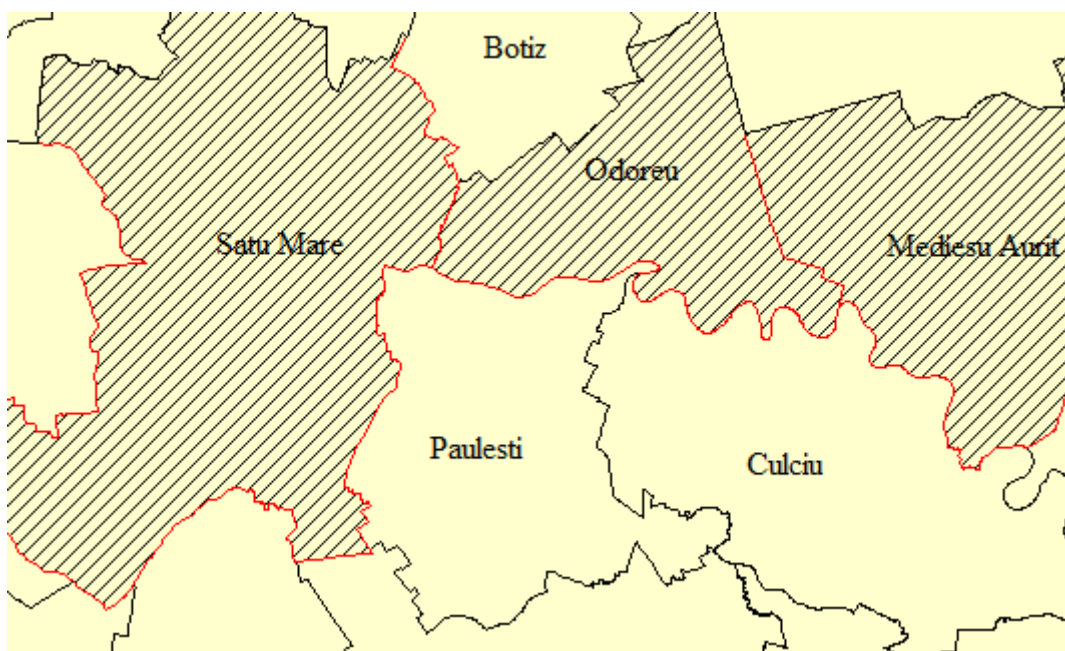 Botiz
Odoreu
Satu Mare
Mediesu Aurit
Paulesti
Culciu